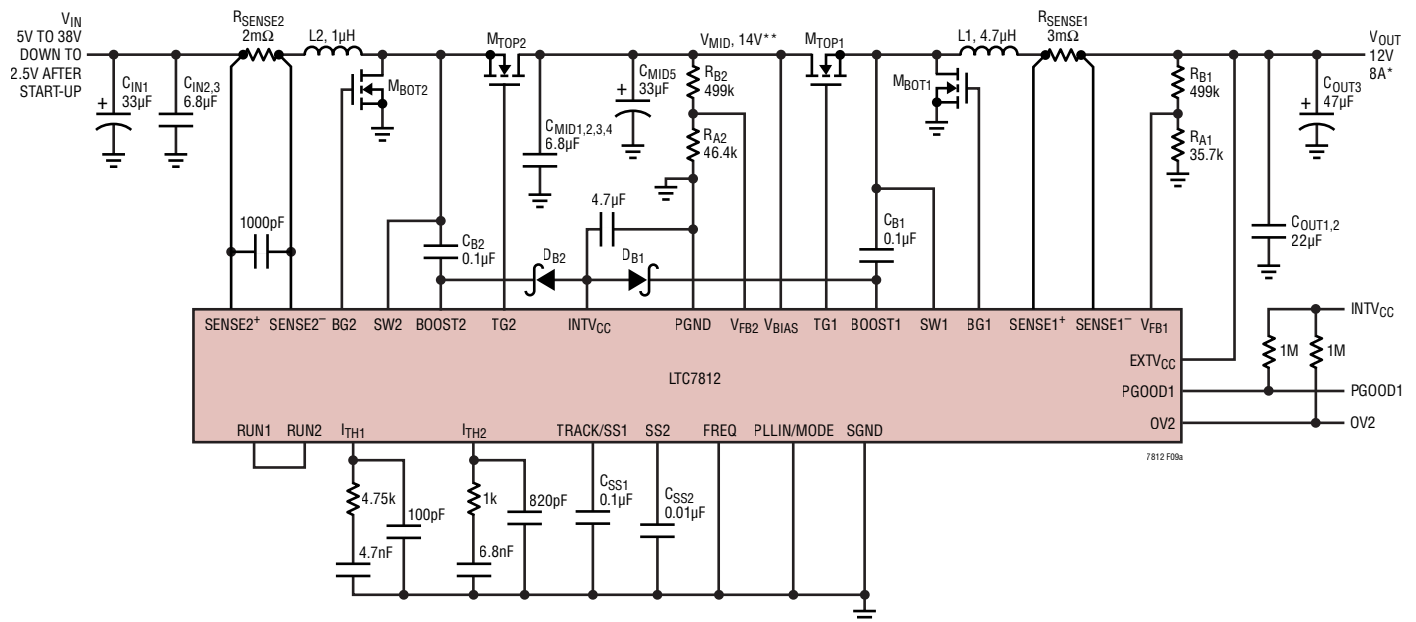 VIN
5V TO 38V
DOWN TO
2.5V AFTER
START-UP
RSENSE2
2mΩ
L2, 1µH
MTOP2
VMID, 14V**
MTOP1
L1, 4.7µH
RSENSE1
3mΩ
VOUT
12V
8A*
CIN1
33µF
CIN2,3
6.8µF
MBOT2
CMID1,2,3,4
6.8µF
CMID5
33µF
RB2
499k
RA2
46.4k
MBOT1
RB1
499k
RA1
35.7k
COUT3
47µF
COUT1,2
22µF
1000pF
CB2
0.1µF
DB2
4.7µF
DB1
CB1
0.1µF
SENSE2+
SENSE2–
BG2
SW2
BOOST2
TG2
INTVCC
PGND
VFB2
VBIAS
TG1
BOOST1
SW1
BG1
SENSE1+
SENSE1–
VFB1
LTC7812
EXTVCC
PGOOD1
OV2
1M
1M
INTVCC
PGOOD1
OV2
RUN1
RUN2
ITH1
ITH2
TRACK/SS1
SS2
FREQ
PLLIN/MODE
SGND
7812 F09a
4.75k
100pF
4.7nF
1k
820pF
6.8nF
CSS1
0.1µF
CSS2
0.01µF